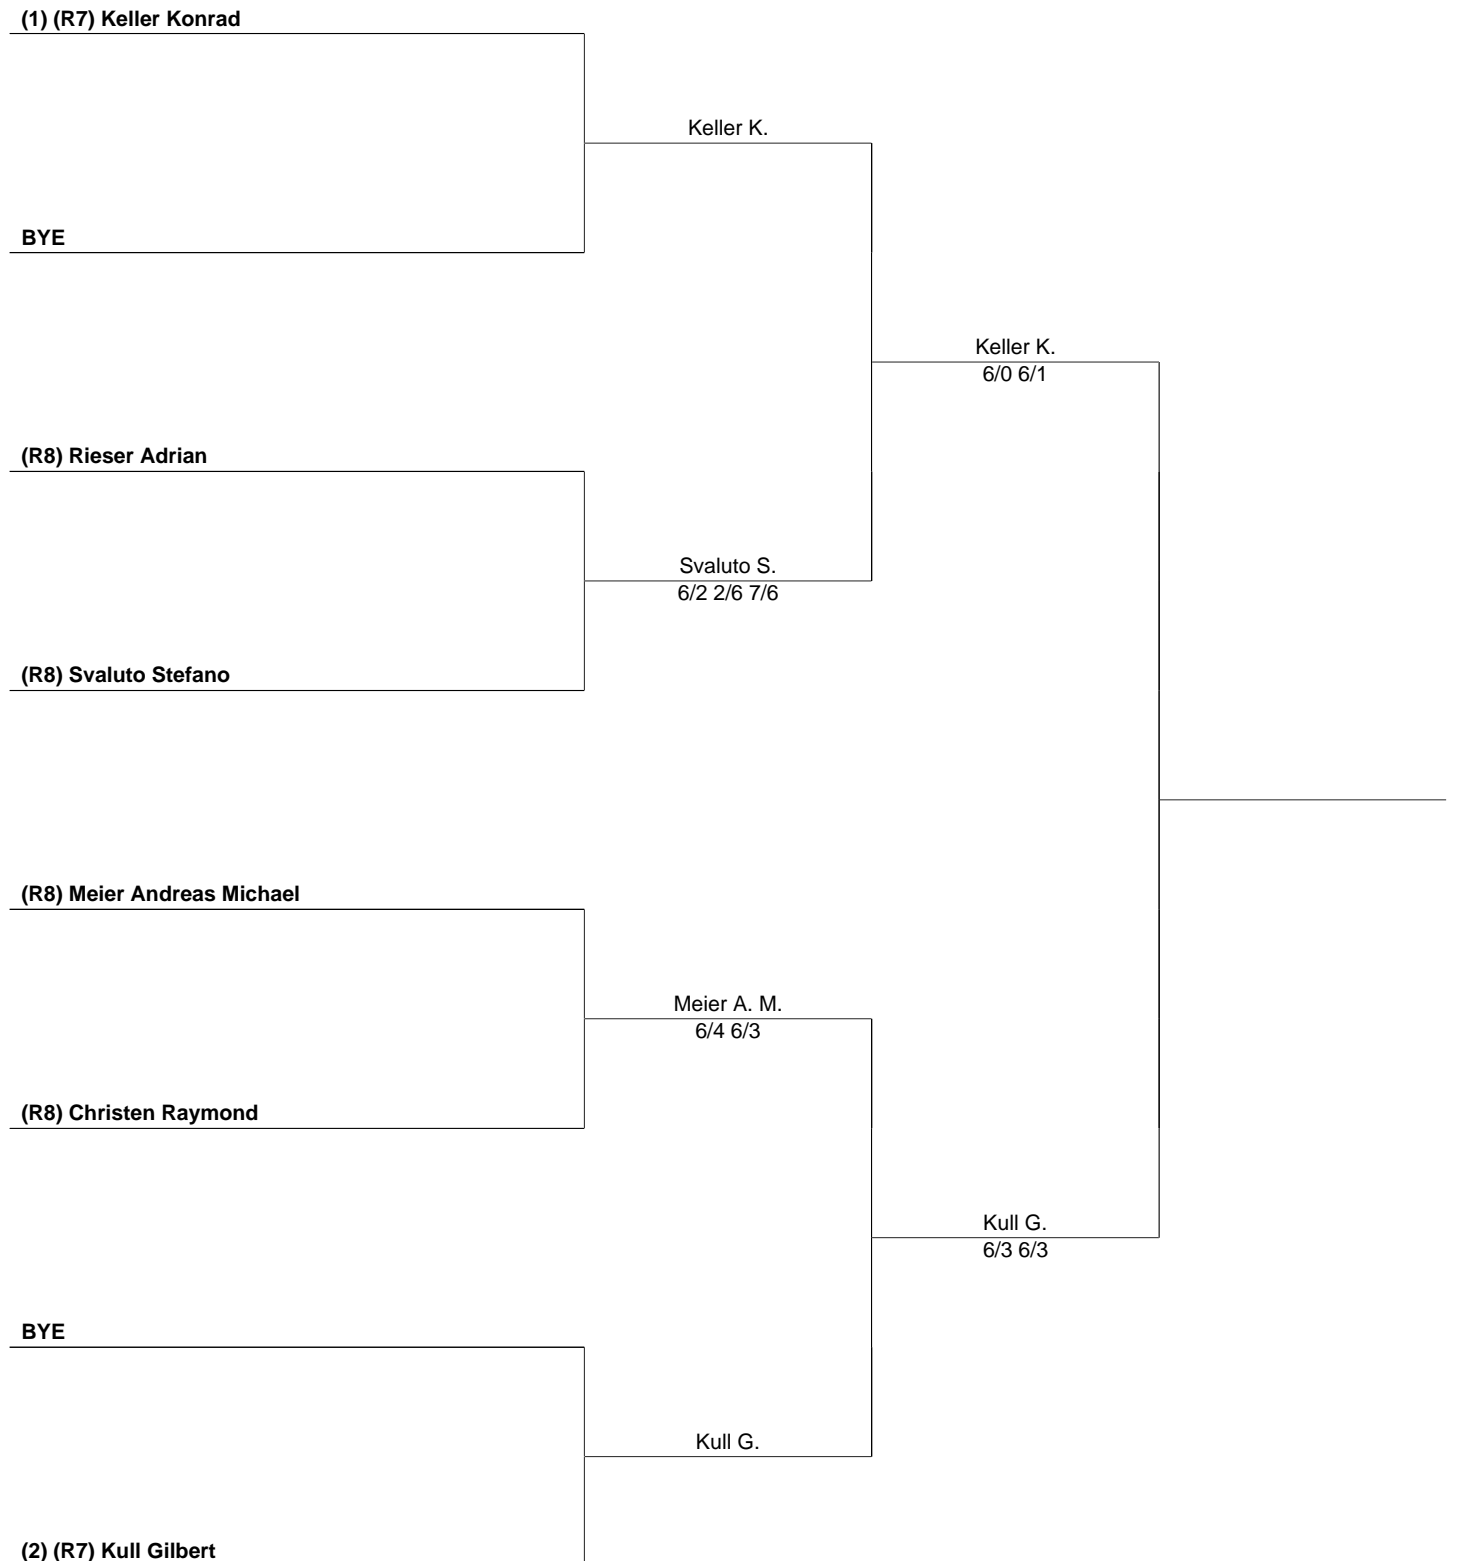 (1) (R7) Keller Konrad
Keller K.
BYE
Keller K.
6/0 6/1
(R8) Rieser Adrian
Svaluto S.
6/2 2/6 7/6
(R8) Svaluto Stefano
(R8) Meier Andreas Michael
Meier A. M.
6/4 6/3
(R8) Christen Raymond
Kull G.
6/3 6/3
BYE
Kull G.
(2) (R7) Kull Gilbert